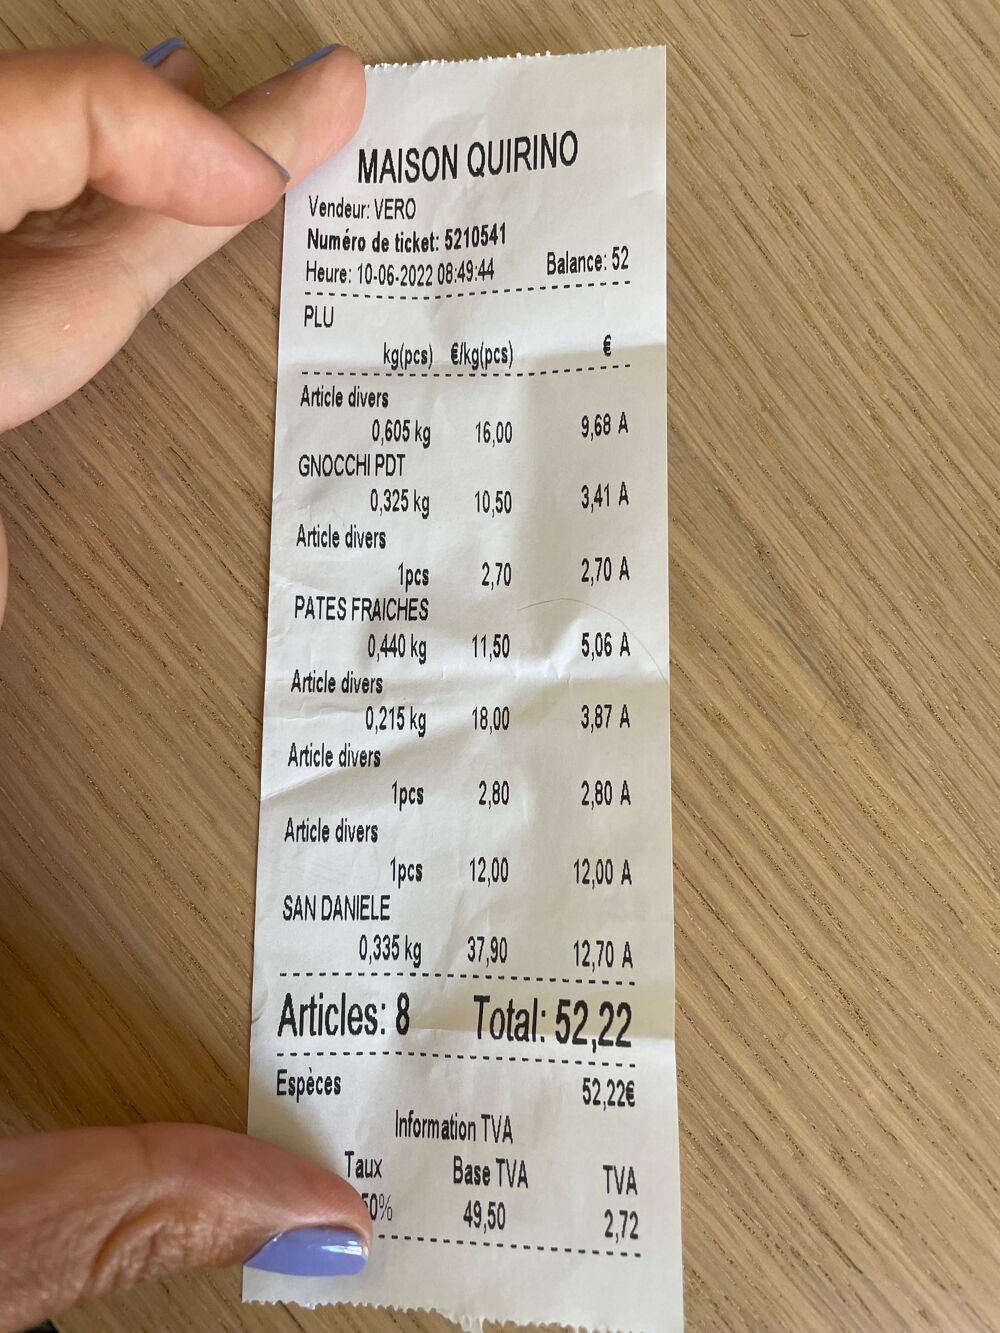 MAISON QUIRINO
Vendeur: VERO
Numéro de ticket: 5210541
Heure: 10-06-2022 08:49:44 Balance: 52
PLU
kg(pcs) €/kg(pcs) €
Article divers
0,605 kg 16,00 9,68 A
GNOCCHI PDT
0,325 kg 10,50 3,41 A
Article divers
1pcs 2,70 2,70 A
PATES FRAICHES
0,440 kg 11,50 5,06 A
Article divers
0,215 kg 18,00 3,87 A
Article divers
1pcs 2,80 2,80 A
Article divers
1pcs 12,00 12,00 A
SAN DANIELE
0,335 kg 37,90 12,70 A
Articles: 8 Total: 52,22
Espèces 52,22€
Information TVA
Taux Base TVA TVA
50% 49,50 2,72